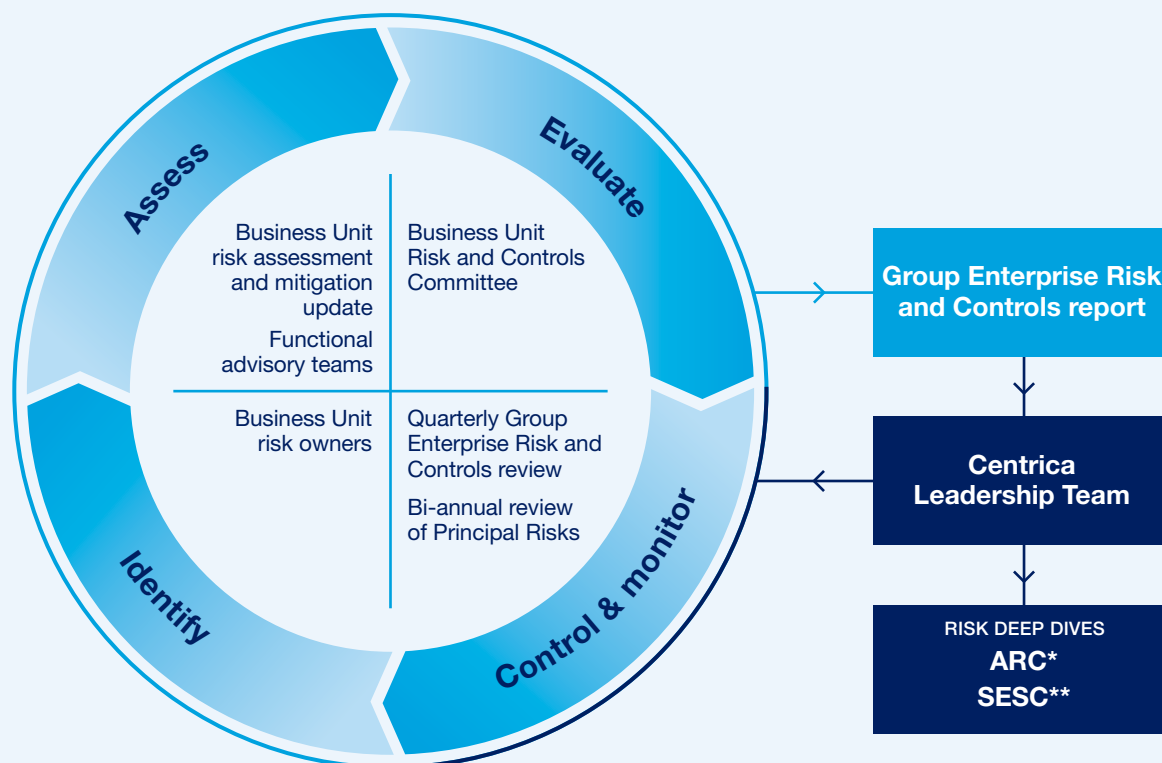 Assess
Evaluate
Business Unit
risk assessment
and mitigation
update
Functional
advisory teams
Business Unit
Risk and Controls
Committee
Business Unit
risk owners
Quarterly Group
Enterprise Risk and
Controls review
Bi-annual review
of Principal Risks
Identify
Control & monitor
Group Enterprise Risk
and Controls report
Centrica
Leadership Team
RISK DEEP DIVES
ARC*
SESC**